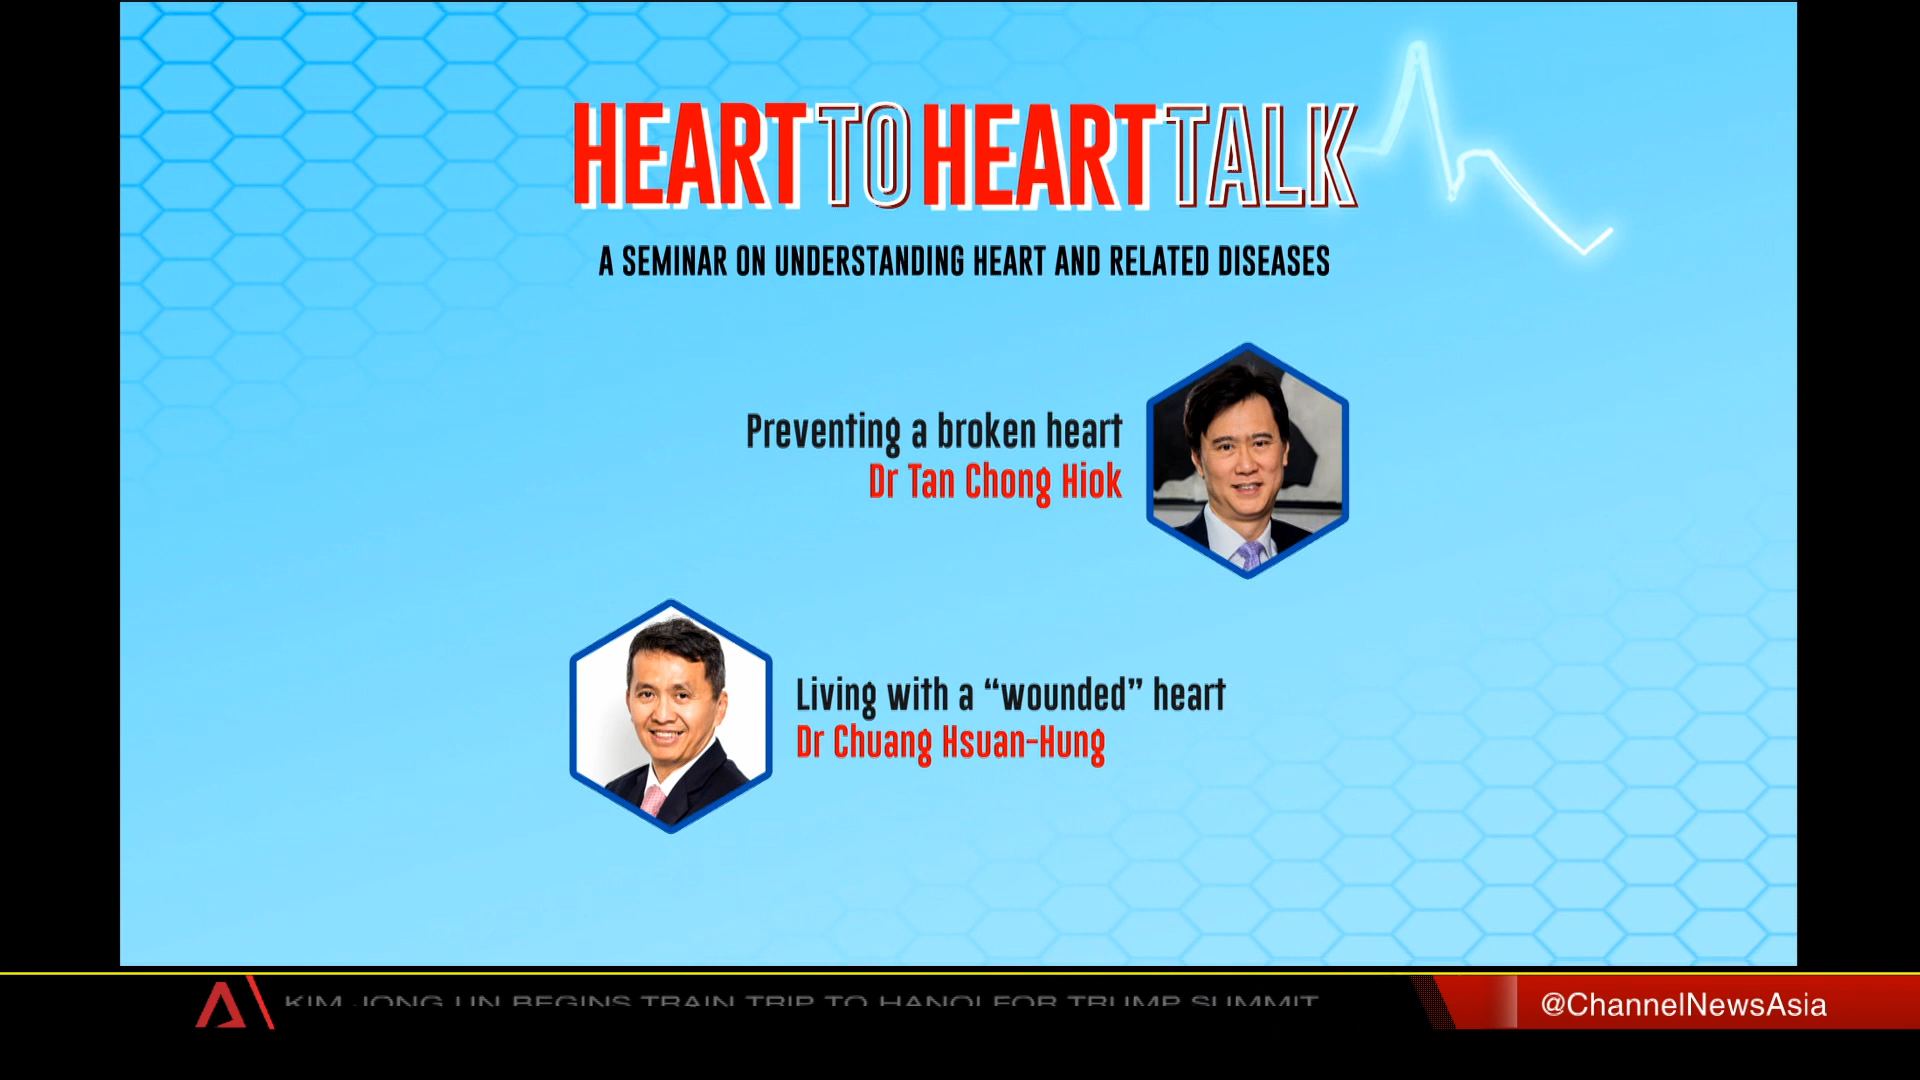 HEART TO HEART TALK
A SEMINAR ON UNDERSTANDING HEART AND RELATED DISEASES
Preventing a broken heart
Dr Tan Chong Hiok
Living with a “wounded” heart
Dr Chuang Hsuan-Hung
KIM JONG UN BEGINS TRAIN TRIP TO HANOI FOR TRUMP SUMMIT
@ChannelNewsAsia